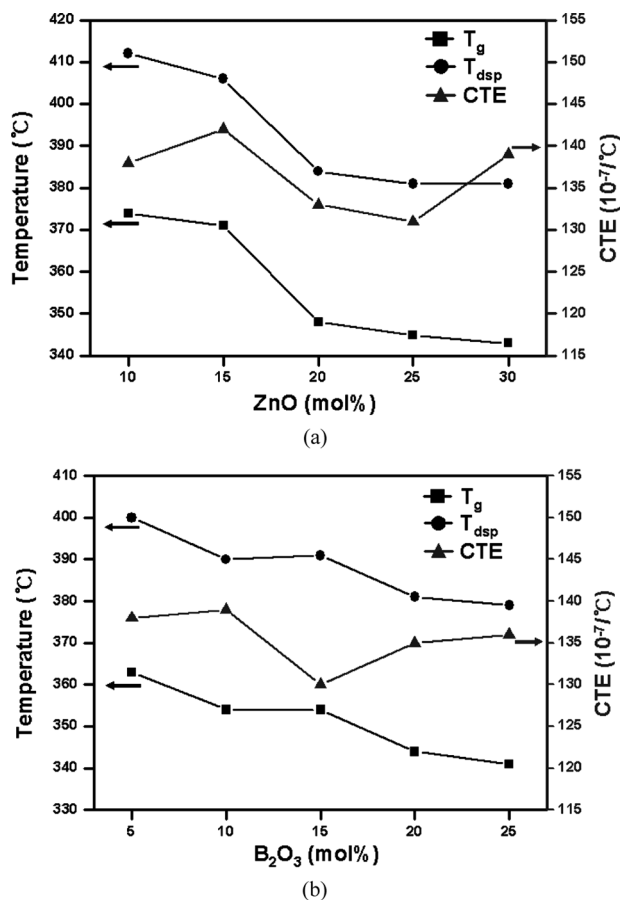 420
410
400
390
380
370
360
350
340
Temperature (℃)
155
150
145
140
135
130
125
120
115
CTE (10-7/℃)
Tg
Tdsp
CTE
10 15 20 25 30
ZnO (mol%)
(a)
410
400
390
380
370
360
350
340
330
Temperature (℃)
155
150
145
140
135
130
125
120
115
CTE (10-7/℃)
Tg
Tdsp
CTE
5 10 15 20 25
B2O3 (mol%)
(b)